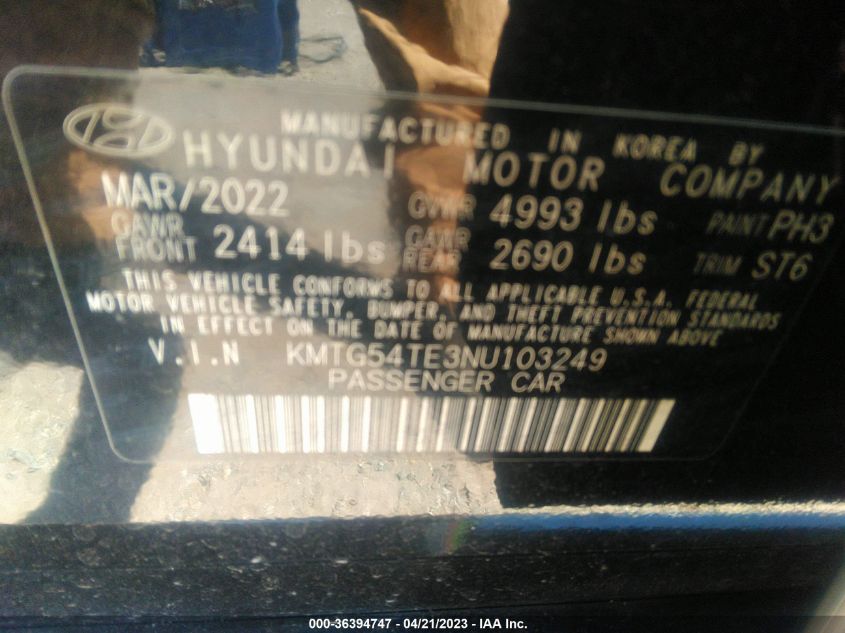 MANUFACTURED IN KOREA BY
HYUNDAI MOTOR COMPANY
MAR/2022 GVWR 4993 lbs PAINT PH3
GAWR FRONT 2414 lbs GAWR REAR 2690 lbs TRIM ST6
THIS VEHICLE CONFORMS TO ALL APPLICABLE U.S.A. FEDERAL
MOTOR VEHICLE SAFETY, BUMPER, AND THEFT PREVENTION STANDARDS
IN EFFECT ON THE DATE OF MANUFACTURE SHOWN ABOVE
V.I.N KMTG54TE3NU103249
PASSENGER CAR
000-36394747 - 04/21/2023 - IAA Inc.